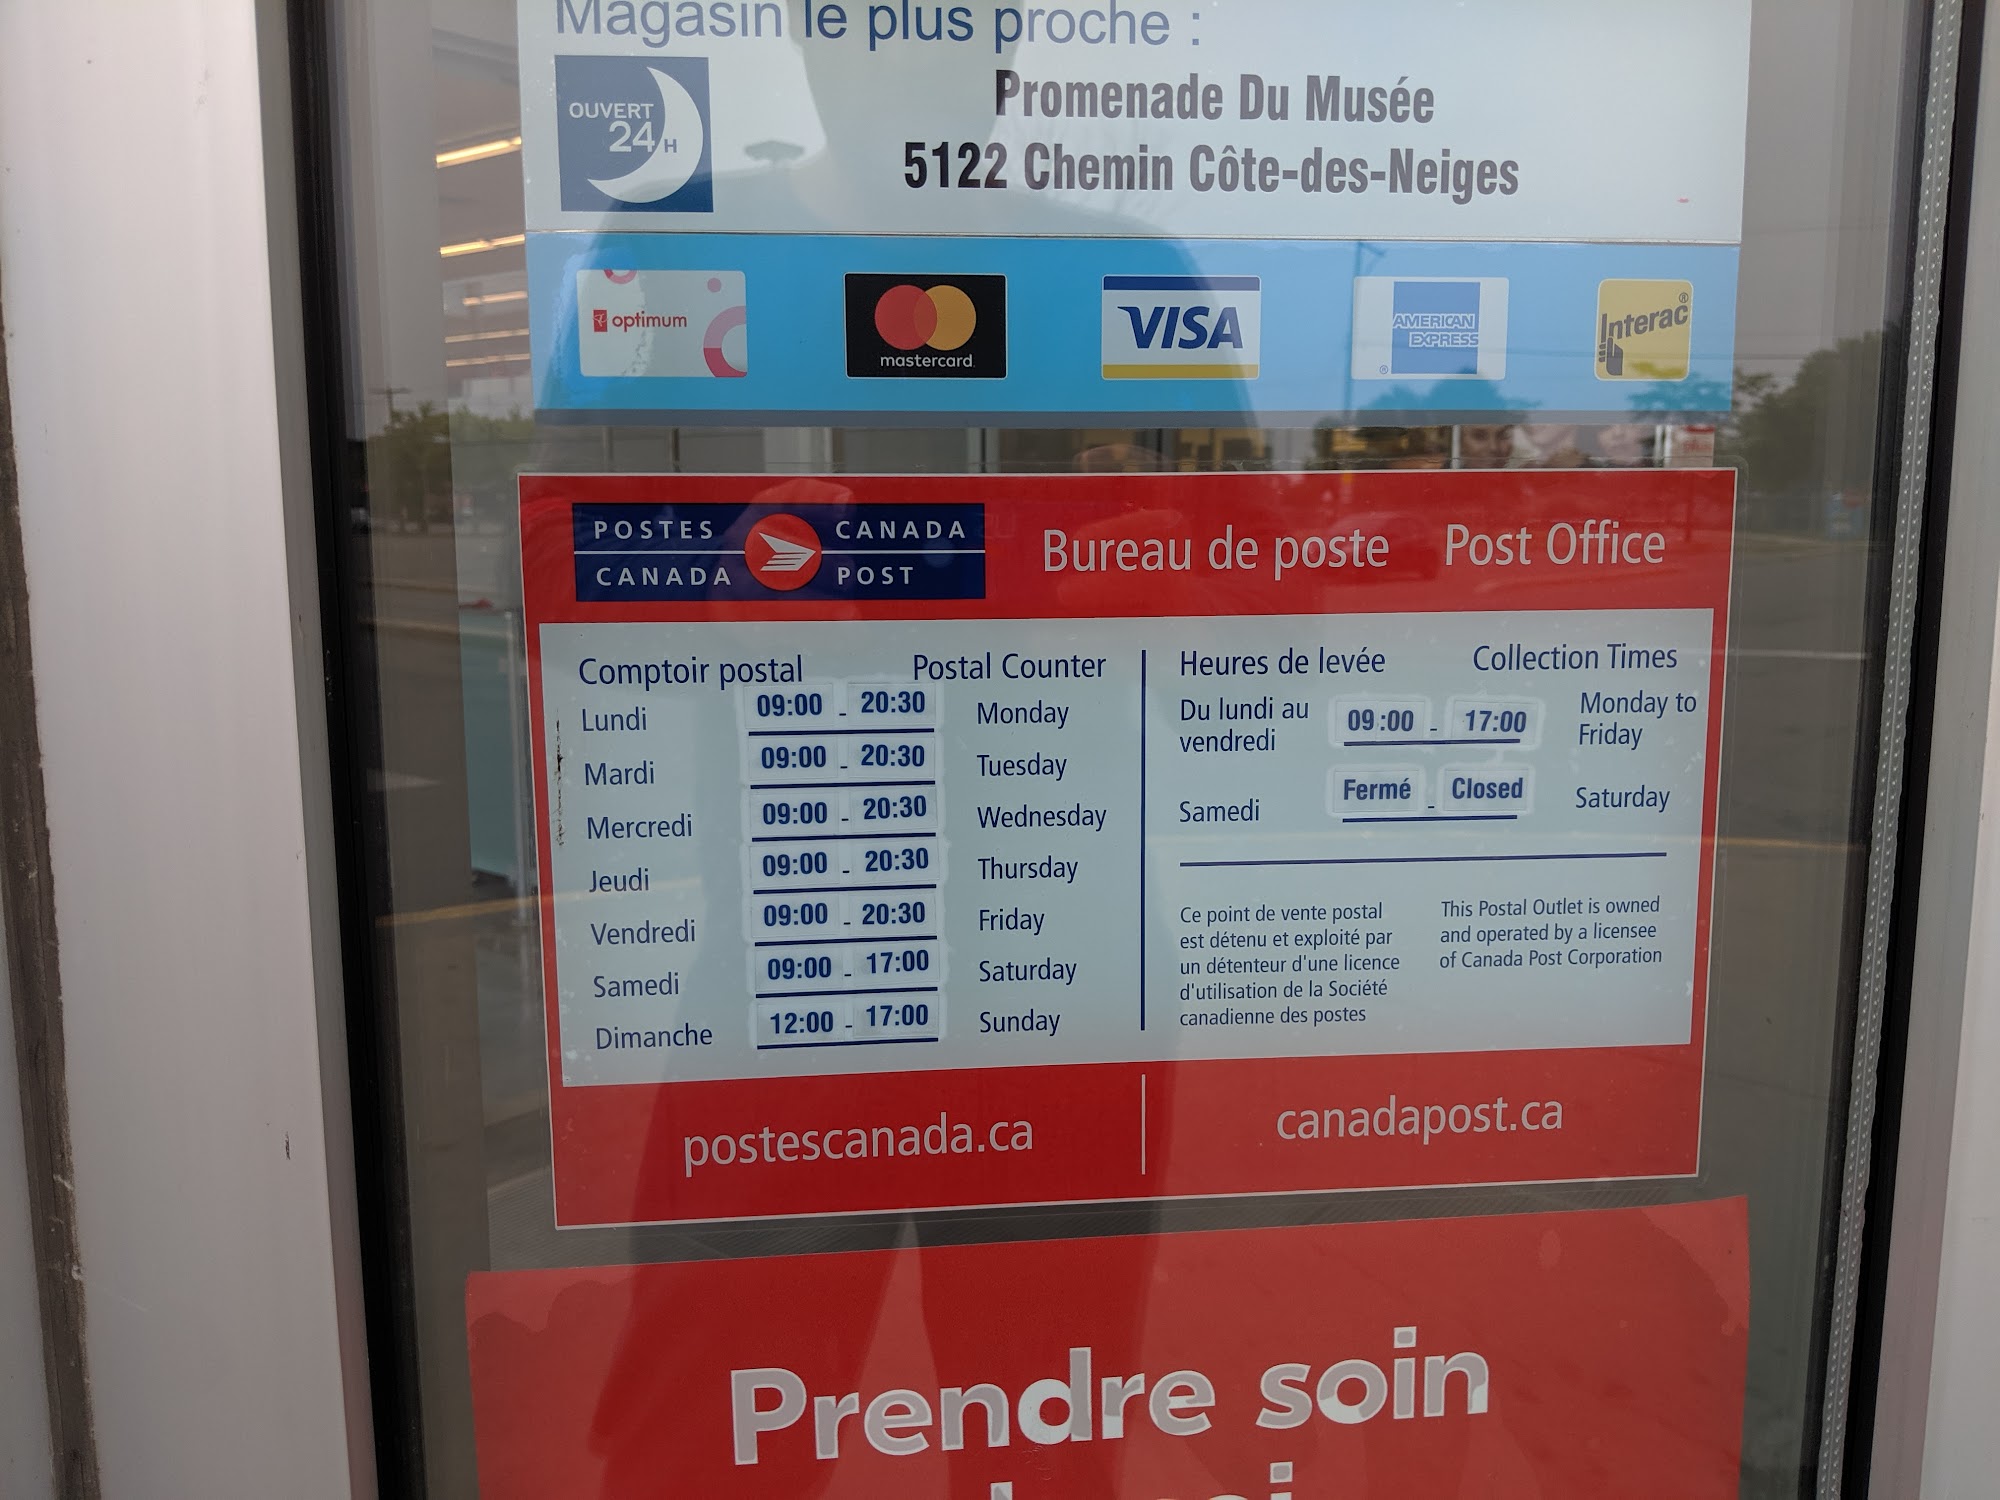 Magasin le plus proche :
OUVERT
24 H
Promenade Du Musée
5122 Chemin Côte-des-Neiges
optimum
mastercard
VISA
AMERICAN
EXPRESS
®
Interac®
POSTES CANADA
CANADA POST
Bureau de poste Post Office
Comptoir postal Postal Counter
Lundi 09:00 - 20:30 Monday
Mardi 09:00 - 20:30 Tuesday
Mercredi 09:00 - 20:30 Wednesday
Jeudi 09:00 - 20:30 Thursday
Vendredi 09:00 - 20:30 Friday
Samedi 09:00 - 17:00 Saturday
Dimanche 12:00 - 17:00 Sunday
Heures de levée Collection Times
Du lundi au
vendredi
09:00 - 17:00
Monday to
Friday
Samedi Fermé - Closed Saturday
Ce point de vente postal
est détenu et exploité par
un détenteur d'une licence
d'utilisation de la Société
canadienne des postes
This Postal Outlet is owned
and operated by a licensee
of Canada Post Corporation
postescanada.ca
canadapost.ca
Prendre soin